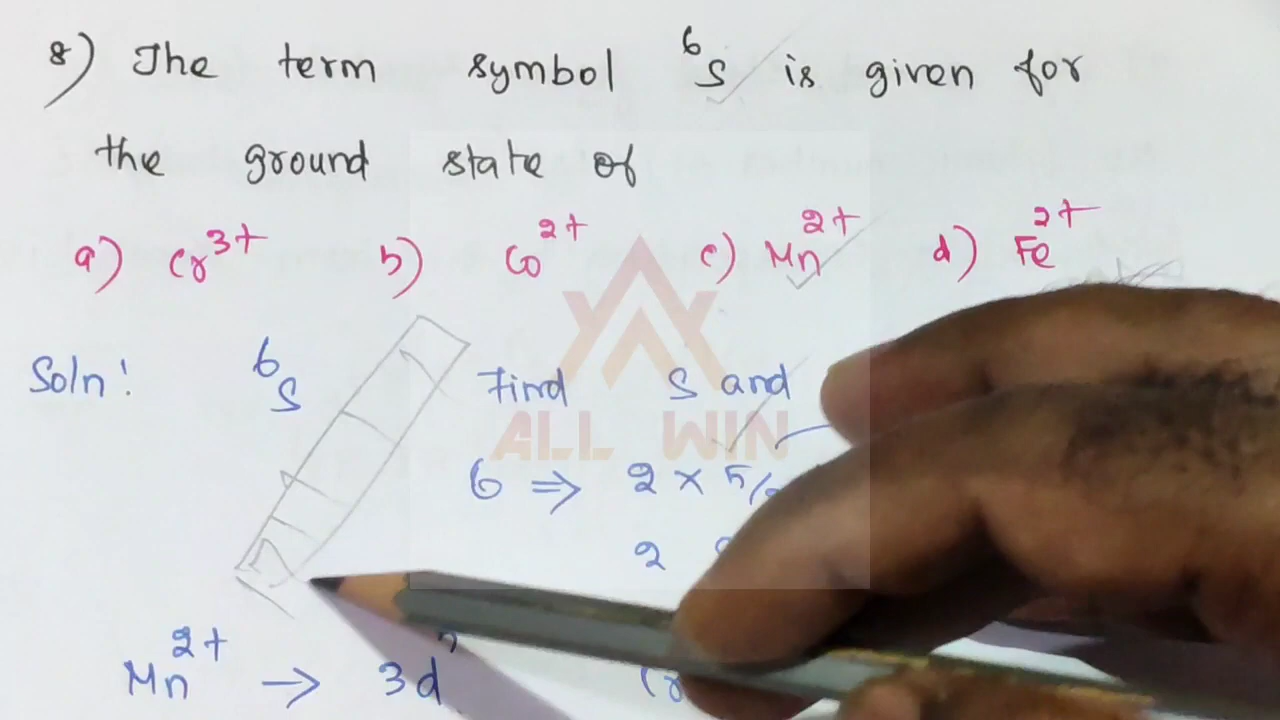 8) The term symbol ⁶S is given for
the ground state of
a) Cr³⁺ b) Co²⁺ c) Mn²⁺ d) Fe²⁺
Soln: ⁶S Find S and
ALL WIN
6 ⇒ 2 × 5/2
2
Mn²⁺ → 3d